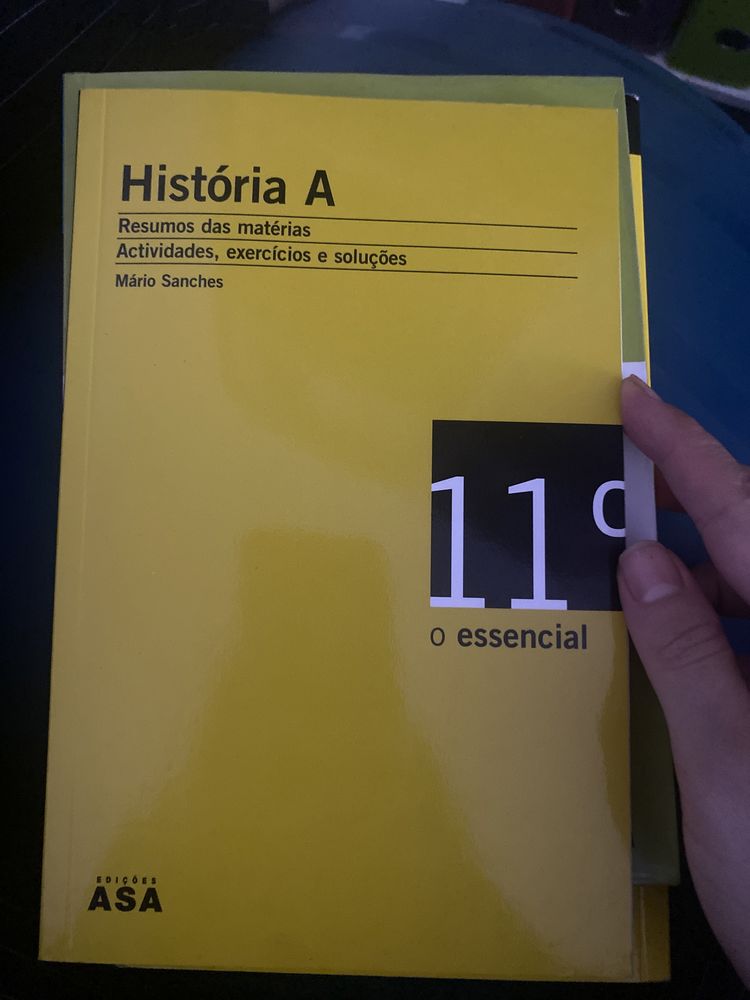 História A
Resumos das matérias
Actividades, exercícios e soluções
Mário Sanches
11º
o essencial
EDIÇÕES
ASA